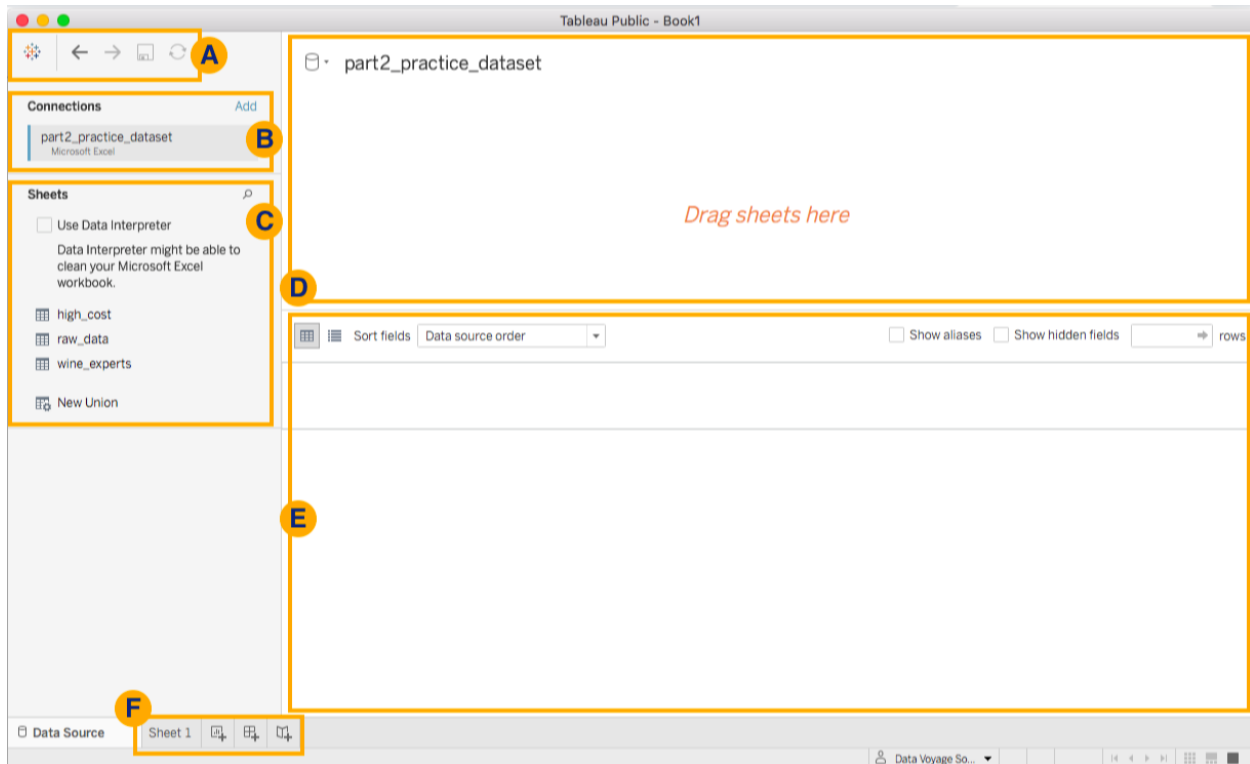 Tableau Public - Book1
A
part2_practice_dataset
Connections
Add
part2_practice_dataset
Microsoft Excel
B
Sheets
C
Use Data Interpreter
Data Interpreter might be able to
clean your Microsoft Excel
workbook.
high_cost
raw_data
wine_experts
New Union
Drag sheets here
D
Sort fields
Data source order
Show aliases
Show hidden fields
rows
E
F
Data Source
Sheet 1
Data Voyage So...